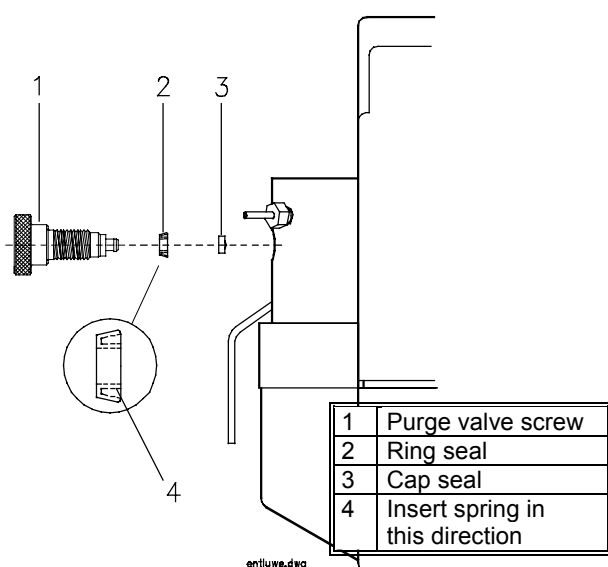 1
2
3
4
1 Purge valve screw
2 Ring seal
3 Cap seal
4 Insert spring in
this direction
entluwe.dwg